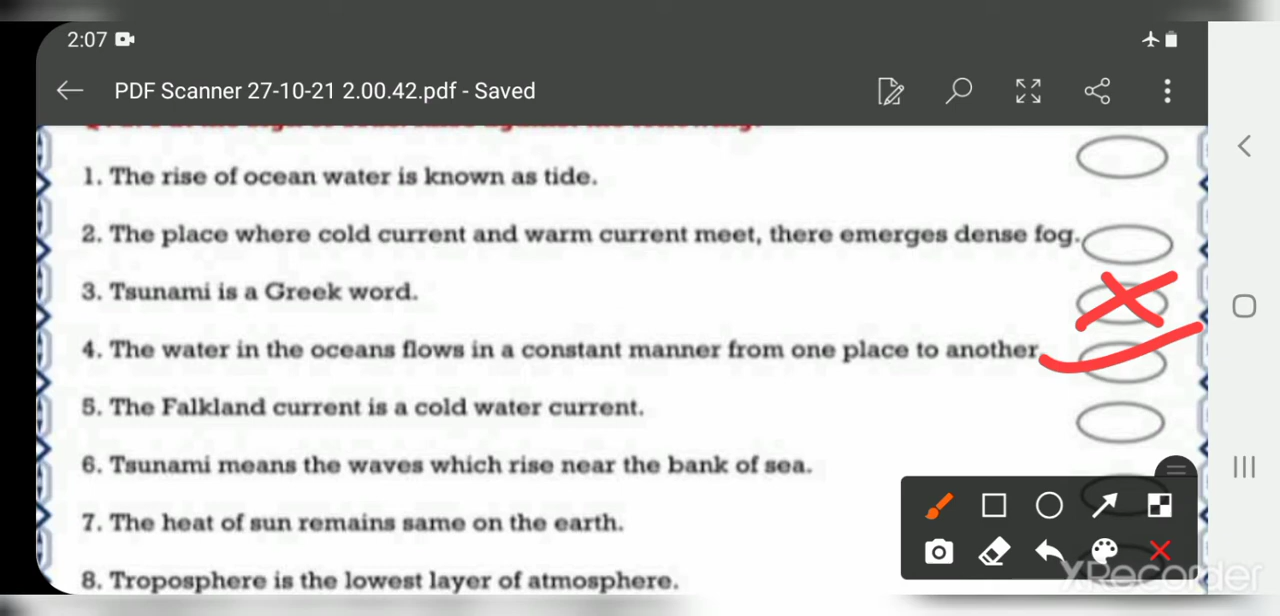 2:07
PDF Scanner 27-10-21 2.00.42.pdf - Saved
1. The rise of ocean water is known as tide.
2. The place where cold current and warm current meet, there emerges dense fog.
3. Tsunami is a Greek word.
4. The water in the oceans flows in a constant manner from one place to another
5. The Falkland current is a cold water current.
6. Tsunami means the waves which rise near the bank of sea.
7. The heat of sun remains same on the earth.
8. Troposphere is the lowest layer of atmosphere.
XRecorder